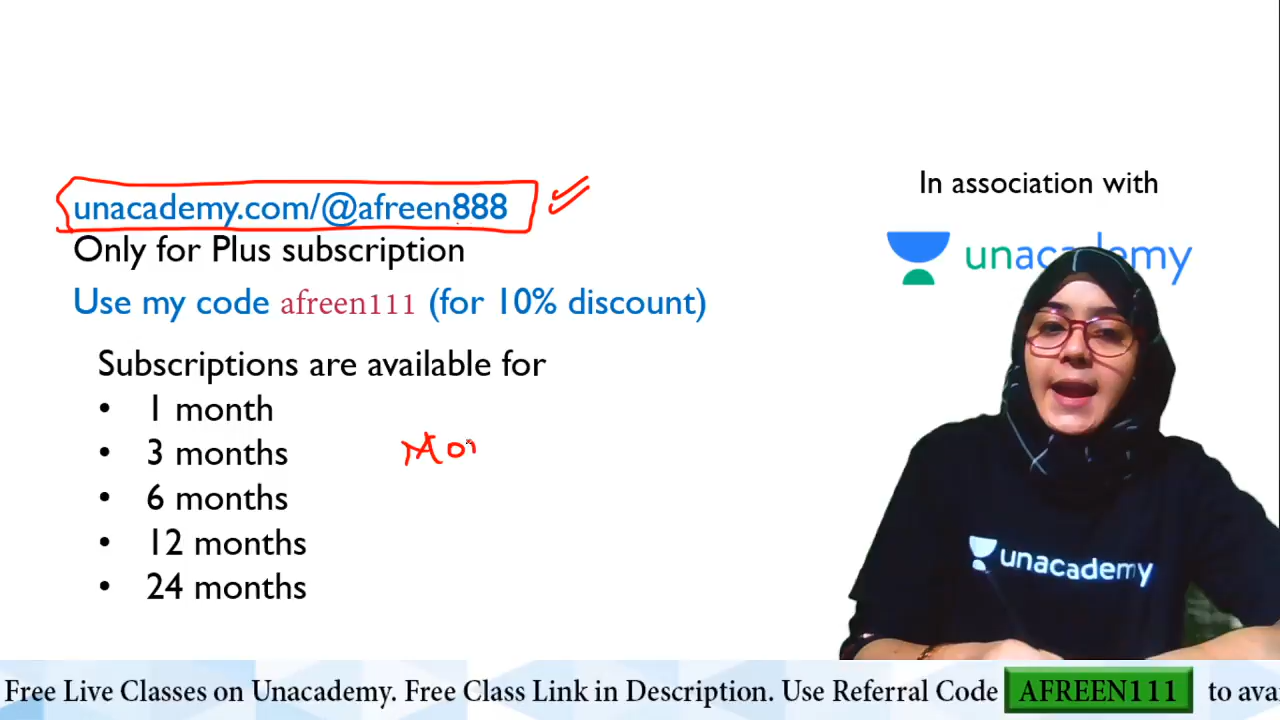 unacademy.com/@afreen888
In association with
unacademy
Only for Plus subscription
Use my code afreen111 (for 10% discount)
Subscriptions are available for
• 1 month
• 3 months
• 6 months
• 12 months
• 24 months
unacademy
Free Live Classes on Unacademy. Free Class Link in Description. Use Referral Code AFREEN111 to avai